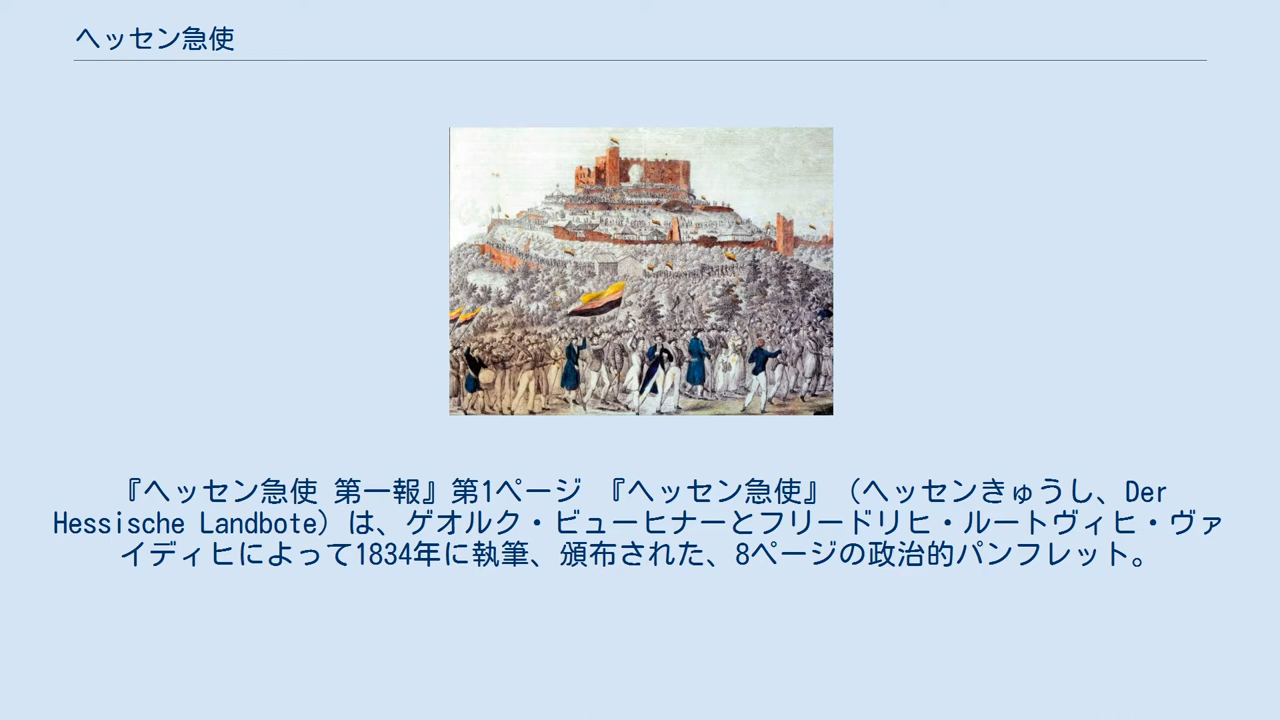 ヘッセン急使
『ヘッセン急使 第一報』第1ページ 『ヘッセン急使』（ヘッセンきゅうし、Der
Hessische Landbote）は、ゲオルク・ビューヒナーとフリードリヒ・ルートヴィヒ・ヴァ
イディヒによって1834年に執筆、頒布された、8ページの政治的パンフレット。